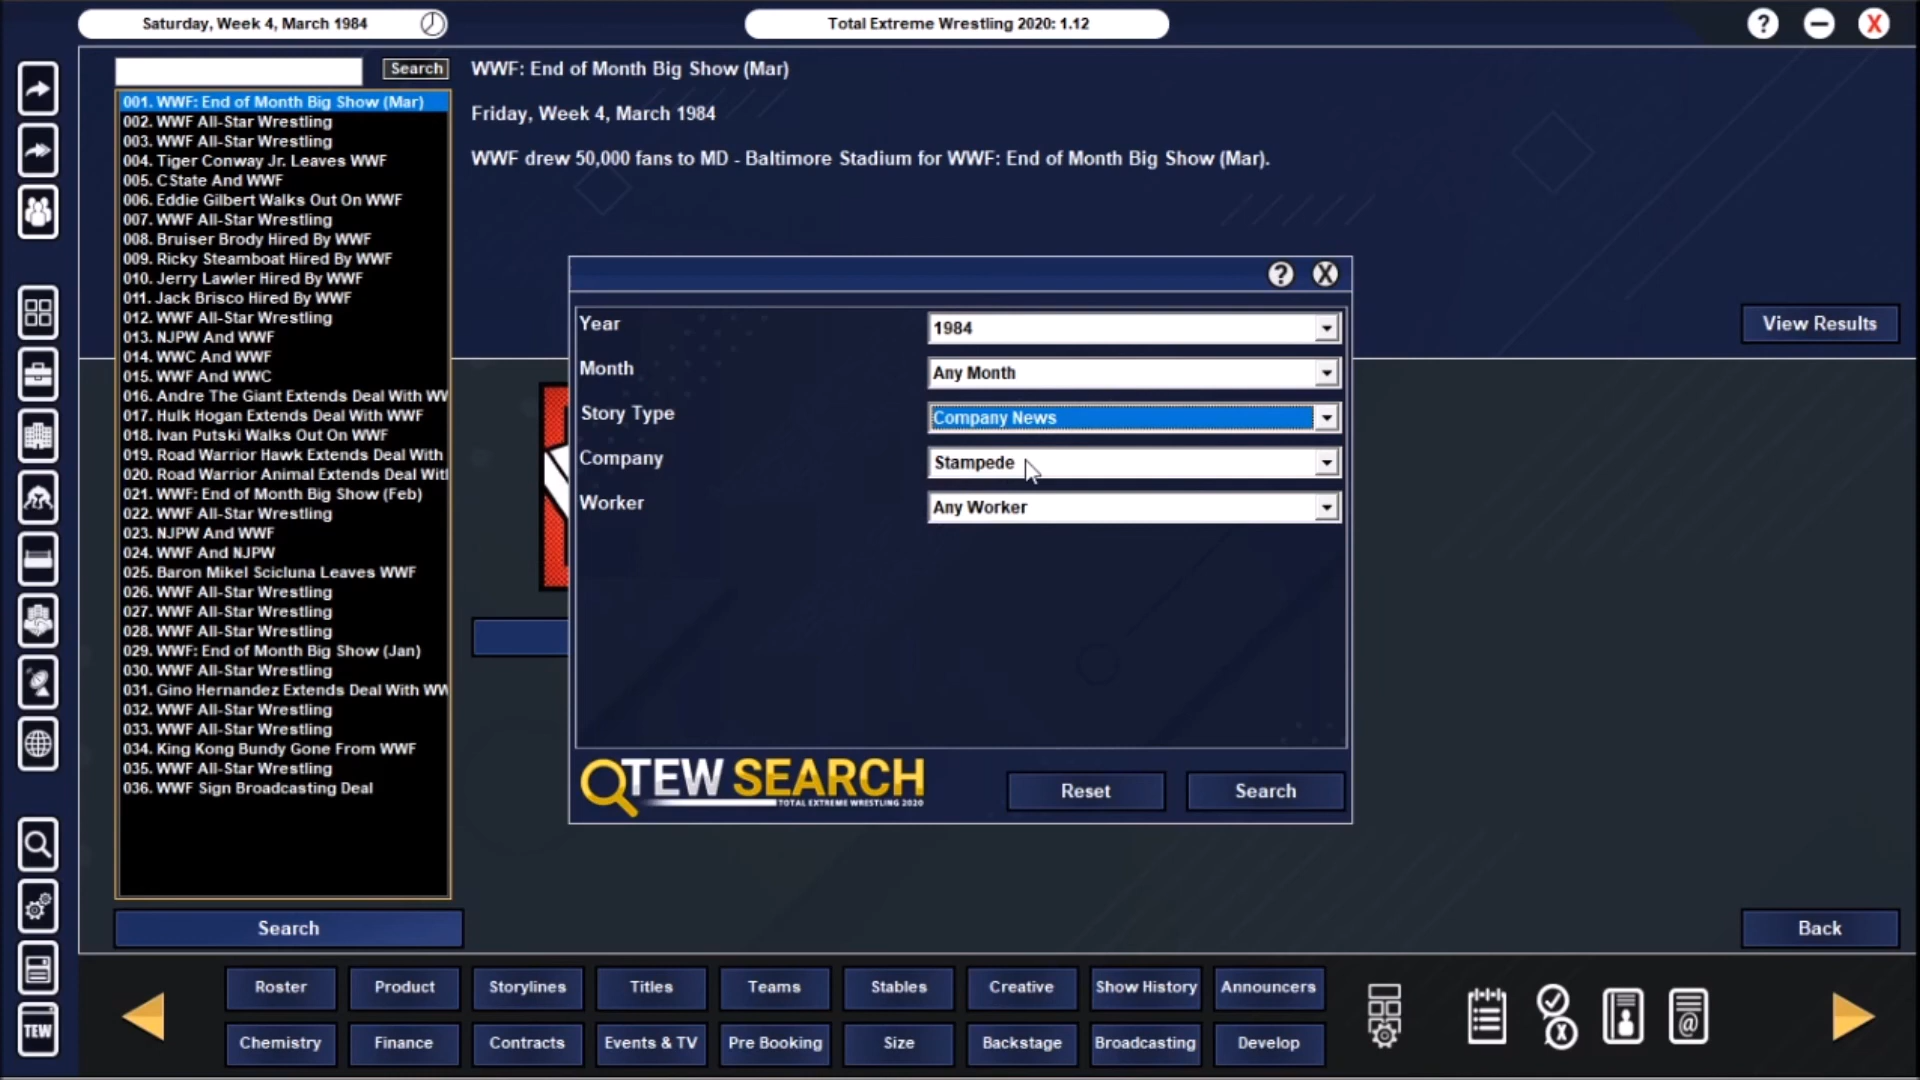 Saturday, Week 4, March 1984
Total Extreme Wrestling 2020: 1.12
?
X
Search
WWF: End of Month Big Show (Mar)
Friday, Week 4, March 1984
WWF drew 50,000 fans to MD - Baltimore Stadium for WWF: End of Month Big Show (Mar).
001. WWF: End of Month Big Show (Mar)
002. WWF All-Star Wrestling
003. WWF All-Star Wrestling
004. Tiger Conway Jr. Leaves WWF
005. CState And WWF
006. Eddie Gilbert Walks Out On WWF
007. WWF All-Star Wrestling
008. Bruiser Brody Hired By WWF
009. Ricky Steamboat Hired By WWF
010. Jerry Lawler Hired By WWF
011. Jack Brisco Hired By WWF
012. WWF All-Star Wrestling
013. NJPW And WWF
014. WWC And WWF
015. WWF And WWC
016. Andre The Giant Extends Deal With WW
017. Hulk Hogan Extends Deal With WWF
018. Ivan Putski Walks Out On WWF
019. Road Warrior Hawk Extends Deal With
020. Road Warrior Animal Extends Deal Wit
021. WWF: End of Month Big Show (Feb)
022. WWF All-Star Wrestling
023. NJPW And WWF
024. WWF And NJPW
025. Baron Mikel Scicluna Leaves WWF
026. WWF All-Star Wrestling
027. WWF All-Star Wrestling
028. WWF All-Star Wrestling
029. WWF: End of Month Big Show (Jan)
030. WWF All-Star Wrestling
031. Gino Hernandez Extends Deal With WW
032. WWF All-Star Wrestling
033. WWF All-Star Wrestling
034. King Kong Bundy Gone From WWF
035. WWF All-Star Wrestling
036. WWF Sign Broadcasting Deal
Search
? X
Year 1984
Month Any Month
Story Type Company News
Company Stampede
Worker Any Worker
TEW SEARCH
TOTAL EXTREME WRESTLING 2020
Reset
Search
View Results
Back
Roster Product Storylines Titles Teams Stables Creative Show History Announcers
Chemistry Finance Contracts Events & TV Pre Booking Size Backstage Broadcasting Develop
TEW
X
@